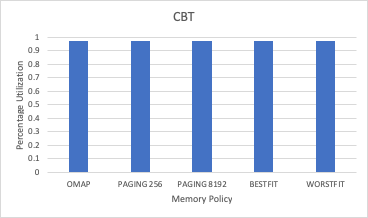 CBT
Percentage Utilization
1
0.9
0.8
0.7
0.6
0.5
0.4
0.3
0.2
0.1
0
OMAP PAGING 256 PAGING 8192 BESTFIT WORSTFIT
Memory Policy